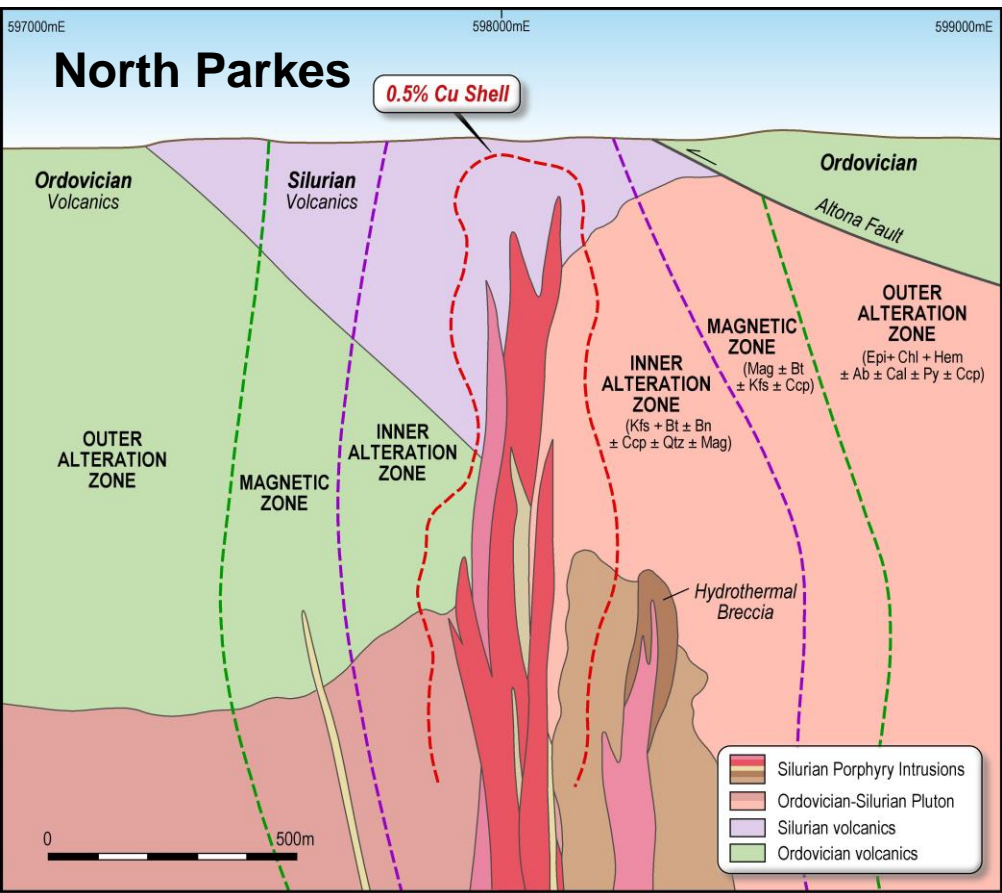 597000mE
598000mE
599000mE
North Parkes
0.5% Cu Shell
Ordovician
Volcanics
Silurian
Volcanics
Ordovician
Altona Fault
OUTER
ALTERATION
ZONE
(Epi+ Chl + Hem
± Ab ± Cal ± Py ± Ccp)
MAGNETIC
ZONE
(Mag ± Bt
± Kfs ± Ccp)
INNER
ALTERATION
ZONE
(Kfs + Bt ± Bn
± Ccp ± Qtz ± Mag)
OUTER
ALTERATION
ZONE
MAGNETIC
ZONE
INNER
ALTERATION
ZONE
Hydrothermal
Breccia
Silurian Porphyry Intrusions
Ordovician-Silurian Pluton
Silurian volcanics
Ordovician volcanics
0
500m